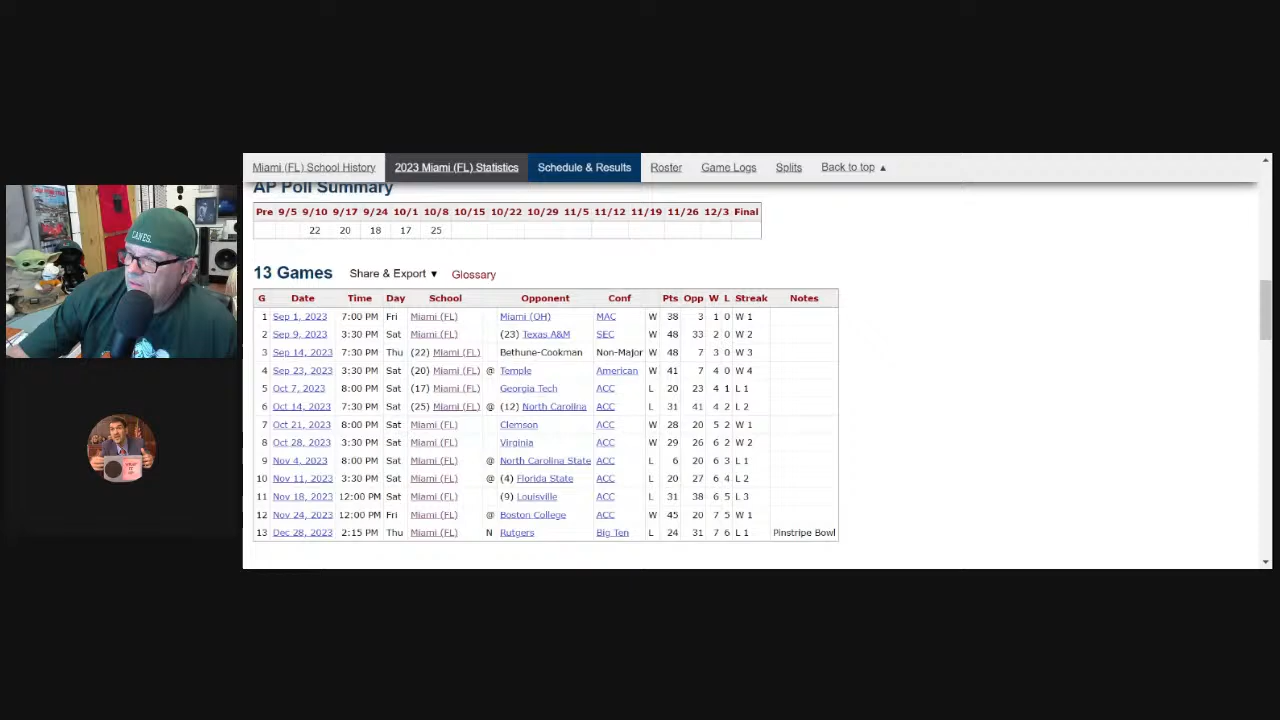 Miami (FL) School History 2023 Miami (FL) Statistics Schedule & Results Roster Game Logs Splits Back to top ▲
AP Poll Summary
Pre 9/5 9/10 9/17 9/24 10/1 10/8 10/15 10/22 10/29 11/5 11/12 11/19 11/26 12/3 Final
22 20 18 17 25
13 Games Share & Export ▼ Glossary
G Date Time Day School Opponent Conf Pts Opp W L Streak Notes
1 Sep 1, 2023 7:00 PM Fri Miami (FL) Miami (OH) MAC W 38 3 1 0 W 1
2 Sep 9, 2023 3:30 PM Sat Miami (FL) (23) Texas A&M SEC W 48 33 2 0 W 2
3 Sep 14, 2023 7:30 PM Thu (22) Miami (FL) Bethune-Cookman Non-Major W 48 7 3 0 W 3
4 Sep 23, 2023 3:30 PM Sat (20) Miami (FL) @ Temple American W 41 7 4 0 W 4
5 Oct 7, 2023 8:00 PM Sat (17) Miami (FL) Georgia Tech ACC L 20 23 4 1 L 1
6 Oct 14, 2023 7:30 PM Sat (25) Miami (FL) @ (12) North Carolina ACC L 31 41 4 2 L 2
7 Oct 21, 2023 8:00 PM Sat Miami (FL) Clemson ACC W 28 20 5 2 W 1
8 Oct 28, 2023 3:30 PM Sat Miami (FL) Virginia ACC W 29 26 6 2 W 2
9 Nov 4, 2023 8:00 PM Sat Miami (FL) @ North Carolina State ACC L 6 20 6 3 L 1
10 Nov 11, 2023 3:30 PM Sat Miami (FL) @ (4) Florida State ACC L 20 27 6 4 L 2
11 Nov 18, 2023 12:00 PM Sat Miami (FL) (9) Louisville ACC L 31 38 6 5 L 3
12 Nov 24, 2023 12:00 PM Fri Miami (FL) @ Boston College ACC W 45 20 7 5 W 1
13 Dec 28, 2023 2:15 PM Thu Miami (FL) N Rutgers Big Ten L 24 31 7 6 L 1 Pinstripe Bowl
CANES.